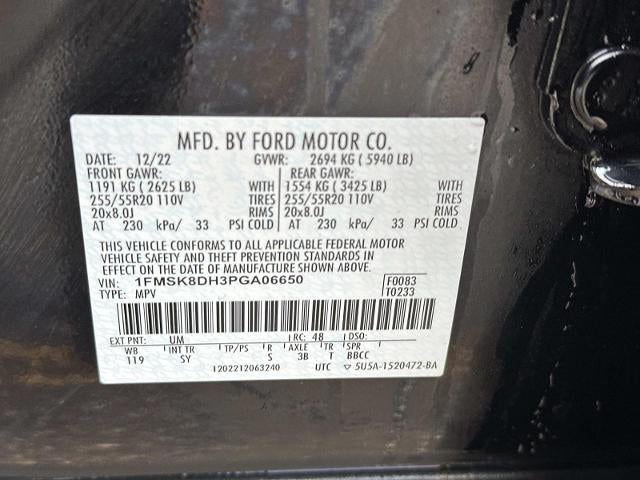 MFD. BY FORD MOTOR CO.
DATE: 12/22 GVWR: 2694 KG ( 5940 LB)
FRONT GAWR: REAR GAWR:
1191 KG ( 2625 LB) WITH 1554 KG ( 3425 LB) WITH
255/55R20 110V TIRES 255/55R20 110V TIRES
20x8.0J RIMS 20x8.0J RIMS
AT 230 kPa/ 33 PSI COLD AT 230 kPa/ 33 PSI COLD
THIS VEHICLE CONFORMS TO ALL APPLICABLE FEDERAL MOTOR
VEHICLE SAFETY AND THEFT PREVENTION STANDARDS IN
EFFECT ON THE DATE OF MANUFACTURE SHOWN ABOVE.
VIN: 1FMSK8DH3PGA06650 F0083
TYPE: MPV T0233
EXT PNT: UM RC: 48 DSO:
WB INT TR TP/PS R AXLE TR SPR
119 SY S 3B T BBCC
1202212063240 UTC ▽ 5U5A-1520472-BA